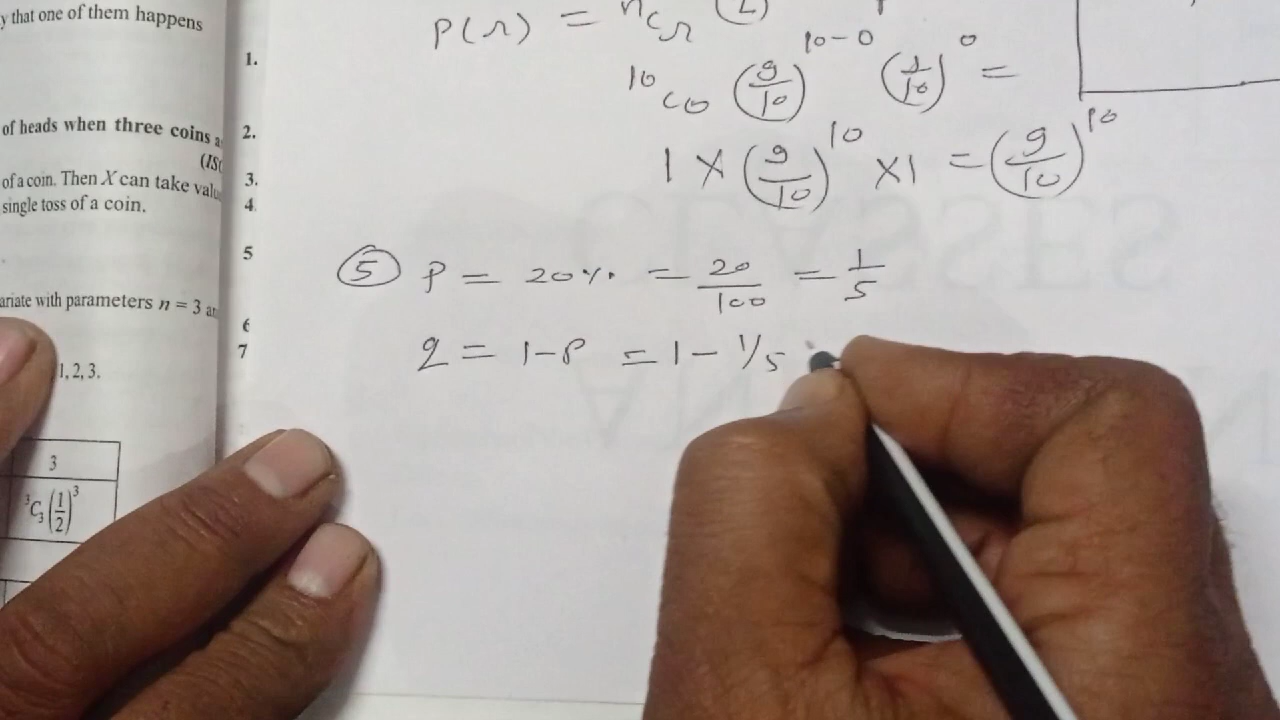 y that one of them happens
of heads when three coins a
(ISC
of a coin. Then X can take valu
single toss of a coin.
ariate with parameters n = 3 an
1, 2, 3.
3
³C₃(1/2)³
1.
2.
3.
4.
5
6
7
P(r) = nCr
10C0 (9/10)^10-0 (1/10)^0 =
1 × (9/10)^10 × 1 = (9/10)^10
⑤ P = 20% = 20/100 = 1/5
q = 1-P = 1 - 1/5